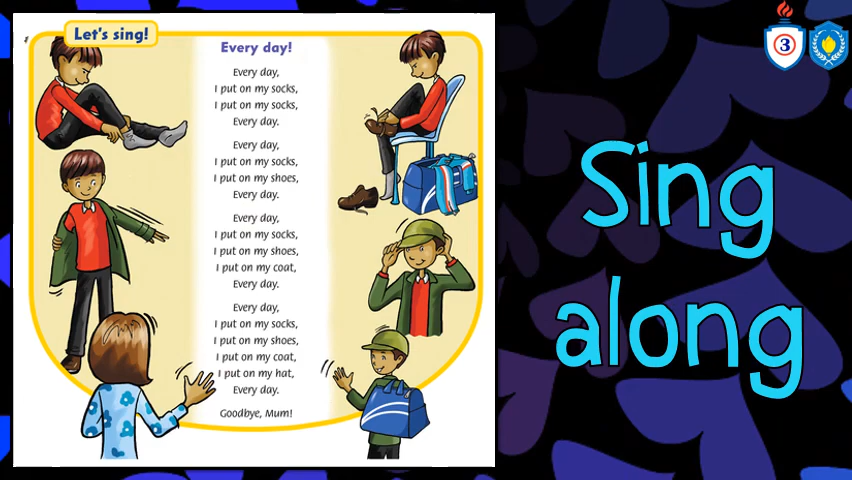 Let's sing!
Every day!
Every day,
I put on my socks,
I put on my socks,
Every day.
Every day,
I put on my socks,
I put on my shoes,
Every day.
Every day,
I put on my socks,
I put on my shoes,
I put on my coat,
Every day.
Every day,
I put on my socks,
I put on my shoes,
I put on my coat,
I put on my hat,
Every day.
Goodbye, Mum!
3
Sing
along